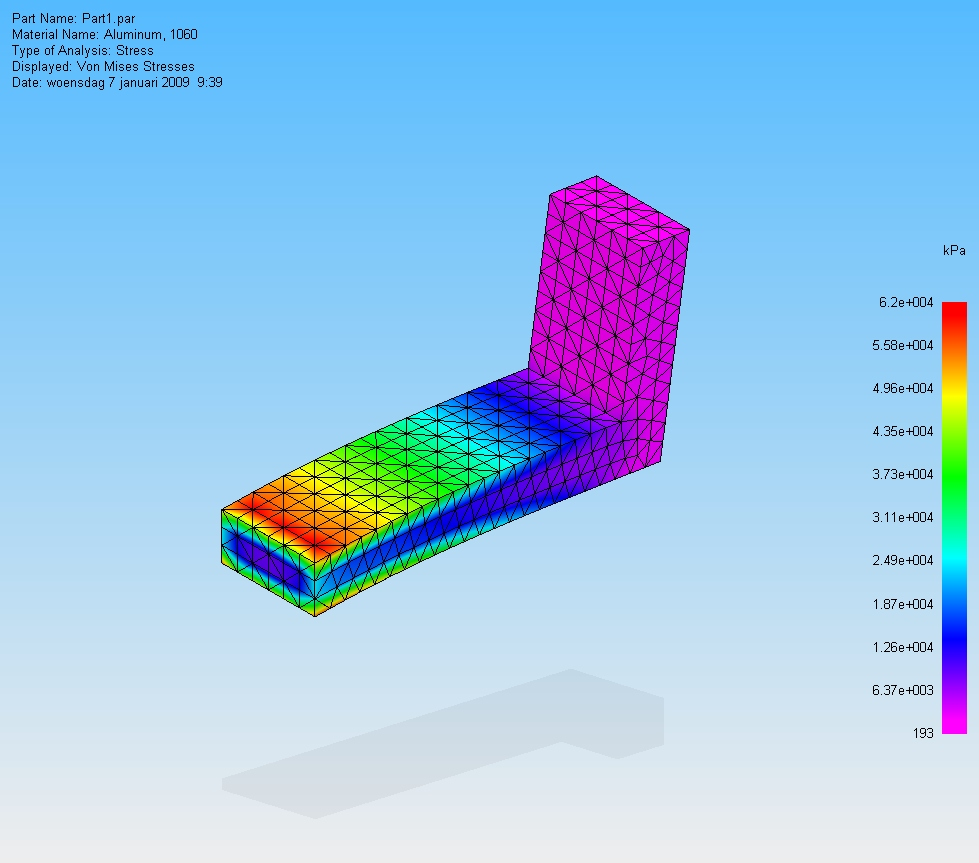 Part Name: Part1.par
Material Name: Aluminum, 1060
Type of Analysis: Stress
Displayed: Von Mises Stresses
Date: woensdag 7 januari 2009  9:39
kPa
6.2e+004
5.58e+004
4.96e+004
4.35e+004
3.73e+004
3.11e+004
2.49e+004
1.87e+004
1.26e+004
6.37e+003
193